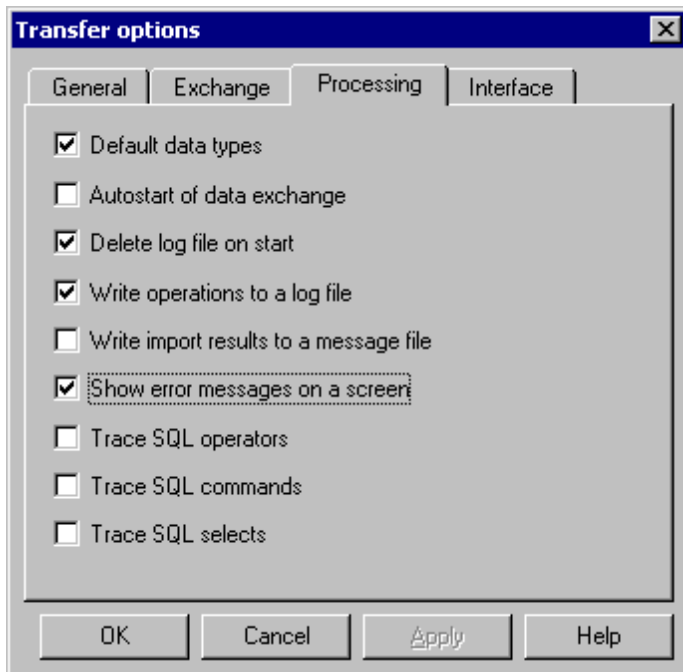 Transfer options
General Exchange Processing Interface
Default data types
Autostart of data exchange
Delete log file on start
Write operations to a log file
Write import results to a message file
Show error messages on a screen
Trace SQL operators
Trace SQL commands
Trace SQL selects
OK Cancel Apply Help